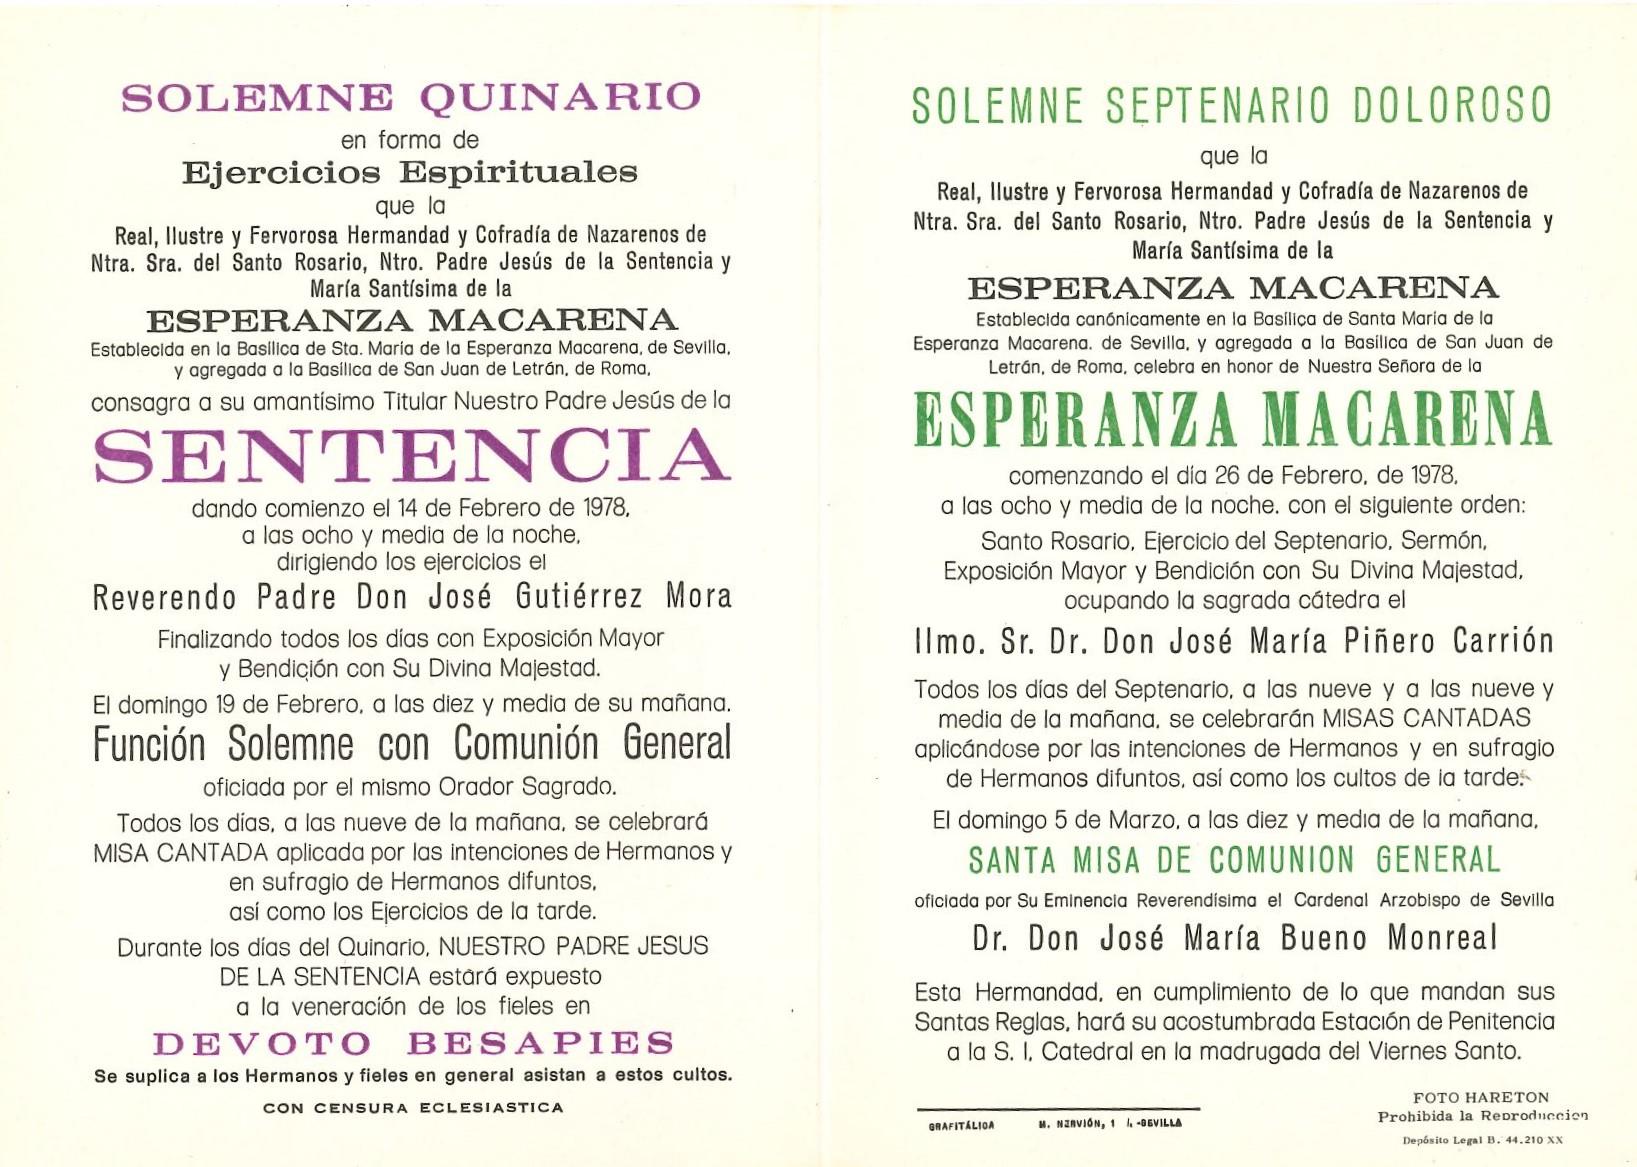 SOLEMNE QUINARIO
en forma de
Ejercicios Espirituales
que la
Real, Ilustre y Fervorosa Hermandad y Cofradía de Nazarenos de
Ntra. Sra. del Santo Rosario, Ntro. Padre Jesús de la Sentencia y
María Santísima de la
ESPERANZA MACARENA
Establecida en la Basílica de Sta. María de la Esperanza Macarena, de Sevilla,
y agregada a la Basílica de San Juan de Letrán, de Roma,
consagra a su amantísimo Titular Nuestro Padre Jesús de la
SENTENCIA
dando comienzo el 14 de Febrero de 1978,
a las ocho y media de la noche,
dirigiendo los ejercicios el
Reverendo Padre Don José Gutiérrez Mora
Finalizando todos los días con Exposición Mayor
y Bendición con Su Divina Majestad.
El domingo 19 de Febrero, a las diez y media de su mañana.
Función Solemne con Comunión General
oficiada por el mismo Orador Sagrado.
Todos los días, a las nueve de la mañana, se celebrará
MISA CANTADA aplicada por las intenciones de Hermanos y
en sufragio de Hermanos difuntos,
así como los Ejercicios de la tarde.
Durante los días del Quinario, NUESTRO PADRE JESUS
DE LA SENTENCIA estará expuesto
a la veneración de los fieles en
DEVOTO BESAPIES
Se suplica a los Hermanos y fieles en general asistan a estos cultos.
CON CENSURA ECLESIASTICA
SOLEMNE SEPTENARIO DOLOROSO
que la
Real, Ilustre y Fervorosa Hermandad y Cofradía de Nazarenos de
Ntra. Sra. del Santo Rosario, Ntro. Padre Jesús de la Sentencia y
María Santísima de la
ESPERANZA MACARENA
Establecida canónicamente en la Basílica de Santa María de la
Esperanza Macarena. de Sevilla, y agregada a la Basílica de San Juan de
Letrán, de Roma, celebra en honor de Nuestra Señora de la
ESPERANZA MACARENA
comenzando el día 26 de Febrero, de 1978,
a las ocho y media de la noche, con el siguiente orden:
Santo Rosario, Ejercicio del Septenario, Sermón,
Exposición Mayor y Bendición con Su Divina Majestad,
ocupando la sagrada cátedra el
Ilmo. Sr. Dr. Don José María Piñero Carrión
Todos los días del Septenario, a las nueve y a las nueve y
media de la mañana, se celebrarán MISAS CANTADAS
aplicándose por las intenciones de Hermanos y en sufragio
de Hermanos difuntos, así como los cultos de la tarde.
El domingo 5 de Marzo, a las diez y media de la mañana,
SANTA MISA DE COMUNION GENERAL
oficiada por Su Eminencia Reverendísima el Cardenal Arzobispo de Sevilla
Dr. Don José María Bueno Monreal
Esta Hermandad, en cumplimiento de lo que mandan sus
Santas Reglas, hará su acostumbrada Estación de Penitencia
a la S. I. Catedral en la madrugada del Viernes Santo.
GRAFITÁLICA M. NERVIÓN, 1 -SEVILLA
FOTO HARETON
Prohibida la Reproduccion
Depósito Legal B. 44.210 XX